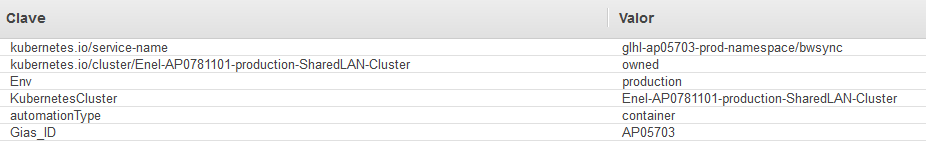 Clave Valor
kubernetes.io/service-name glhl-ap05703-prod-namespace/bwsync
kubernetes.io/cluster/Enel-AP0781101-production-SharedLAN-Cluster owned
Env production
KubernetesCluster Enel-AP0781101-production-SharedLAN-Cluster
automationType container
Gias_ID AP05703